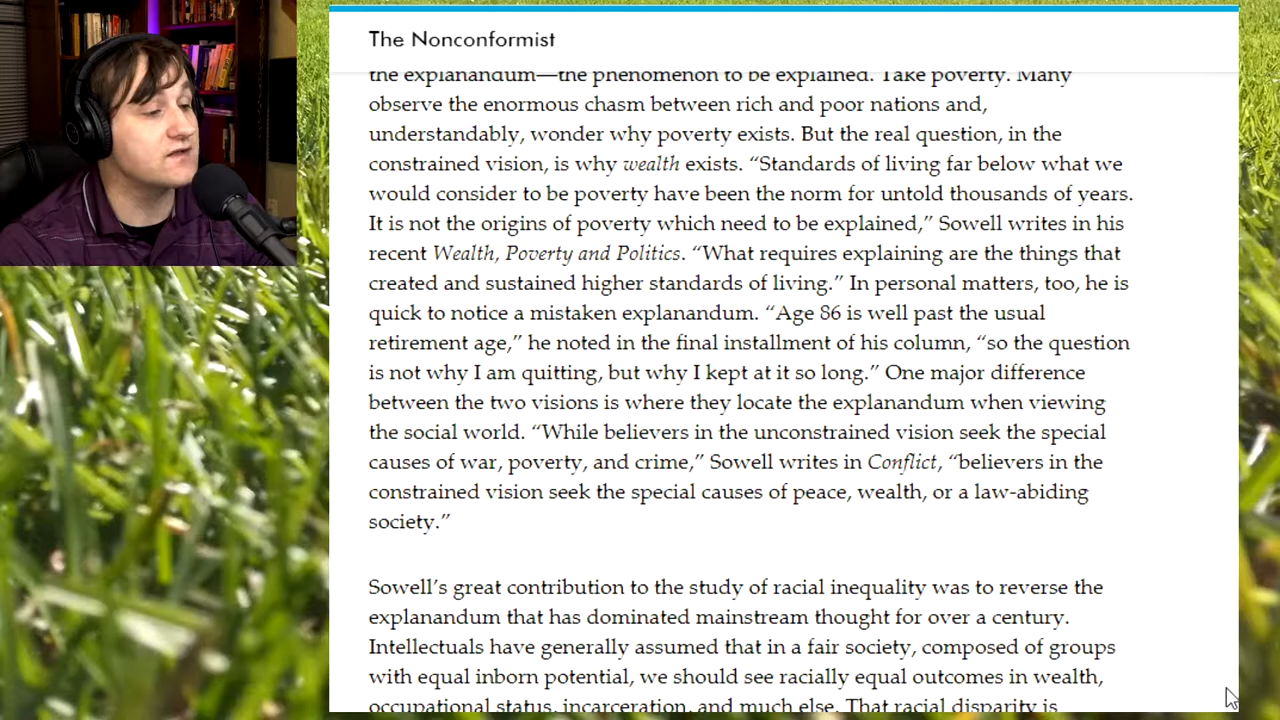 The Nonconformist
the explanandum—the phenomenon to be explained. Take poverty. Many
observe the enormous chasm between rich and poor nations and,
understandably, wonder why poverty exists. But the real question, in the
constrained vision, is why wealth exists. “Standards of living far below what we
would consider to be poverty have been the norm for untold thousands of years.
It is not the origins of poverty which need to be explained,” Sowell writes in his
recent Wealth, Poverty and Politics. “What requires explaining are the things that
created and sustained higher standards of living.” In personal matters, too, he is
quick to notice a mistaken explanandum. “Age 86 is well past the usual
retirement age,” he noted in the final installment of his column, “so the question
is not why I am quitting, but why I kept at it so long.” One major difference
between the two visions is where they locate the explanandum when viewing
the social world. “While believers in the unconstrained vision seek the special
causes of war, poverty, and crime,” Sowell writes in Conflict, “believers in the
constrained vision seek the special causes of peace, wealth, or a law-abiding
society.”
Sowell’s great contribution to the study of racial inequality was to reverse the
explanandum that has dominated mainstream thought for over a century.
Intellectuals have generally assumed that in a fair society, composed of groups
with equal inborn potential, we should see racially equal outcomes in wealth,
occupational status, incarceration, and much else. That racial disparity is